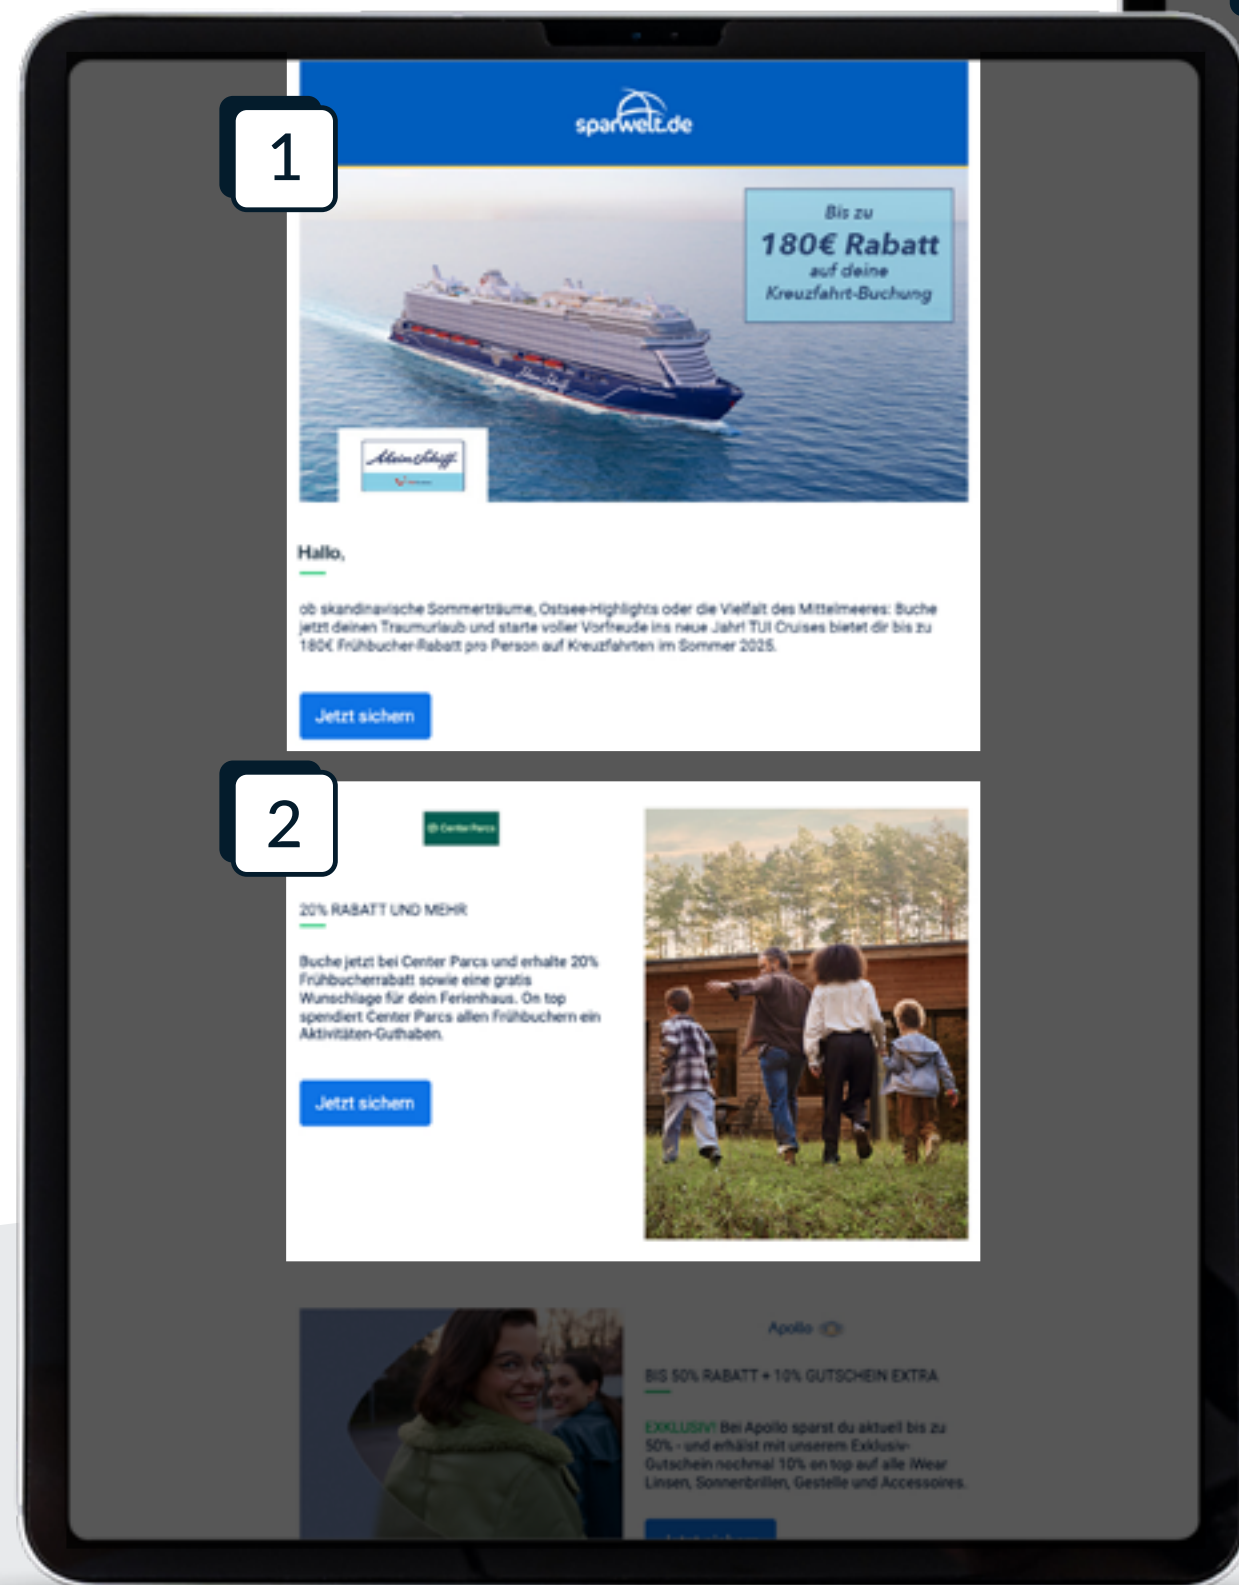 1
sparwelt.de
Bis zu
180€ Rabatt
auf deine
Kreuzfahrt-Buchung
Mein Schiff
Mein Schiff
Hallo,
ob skandinavische Sommerträume, Ostsee-Highlights oder die Vielfalt des Mittelmeeres: Buche
jetzt deinen Traumurlaub und starte voller Vorfreude ins neue Jahr! TUI Cruises bietet dir bis zu
180€ Frühbucher-Rabatt pro Person auf Kreuzfahrten im Sommer 2025.
Jetzt sichern
2
Center Parcs
20% RABATT UND MEHR
Buche jetzt bei Center Parcs und erhalte 20%
Frühbucherrabatt sowie eine gratis
Wunschlage für dein Ferienhaus. On top
spendiert Center Parcs allen Frühbuchern ein
Aktivitäten-Guthaben.
Jetzt sichern
Apollo
BIS 50% RABATT + 10% GUTSCHEIN EXTRA
EXKLUSIV! Bei Apollo sparst du aktuell bis zu
50% - und erhälst mit unserem Exklusiv-
Gutschein nochmal 10% on top auf alle iWear
Linsen, Sonnenbrillen, Gestelle und Accessoires.